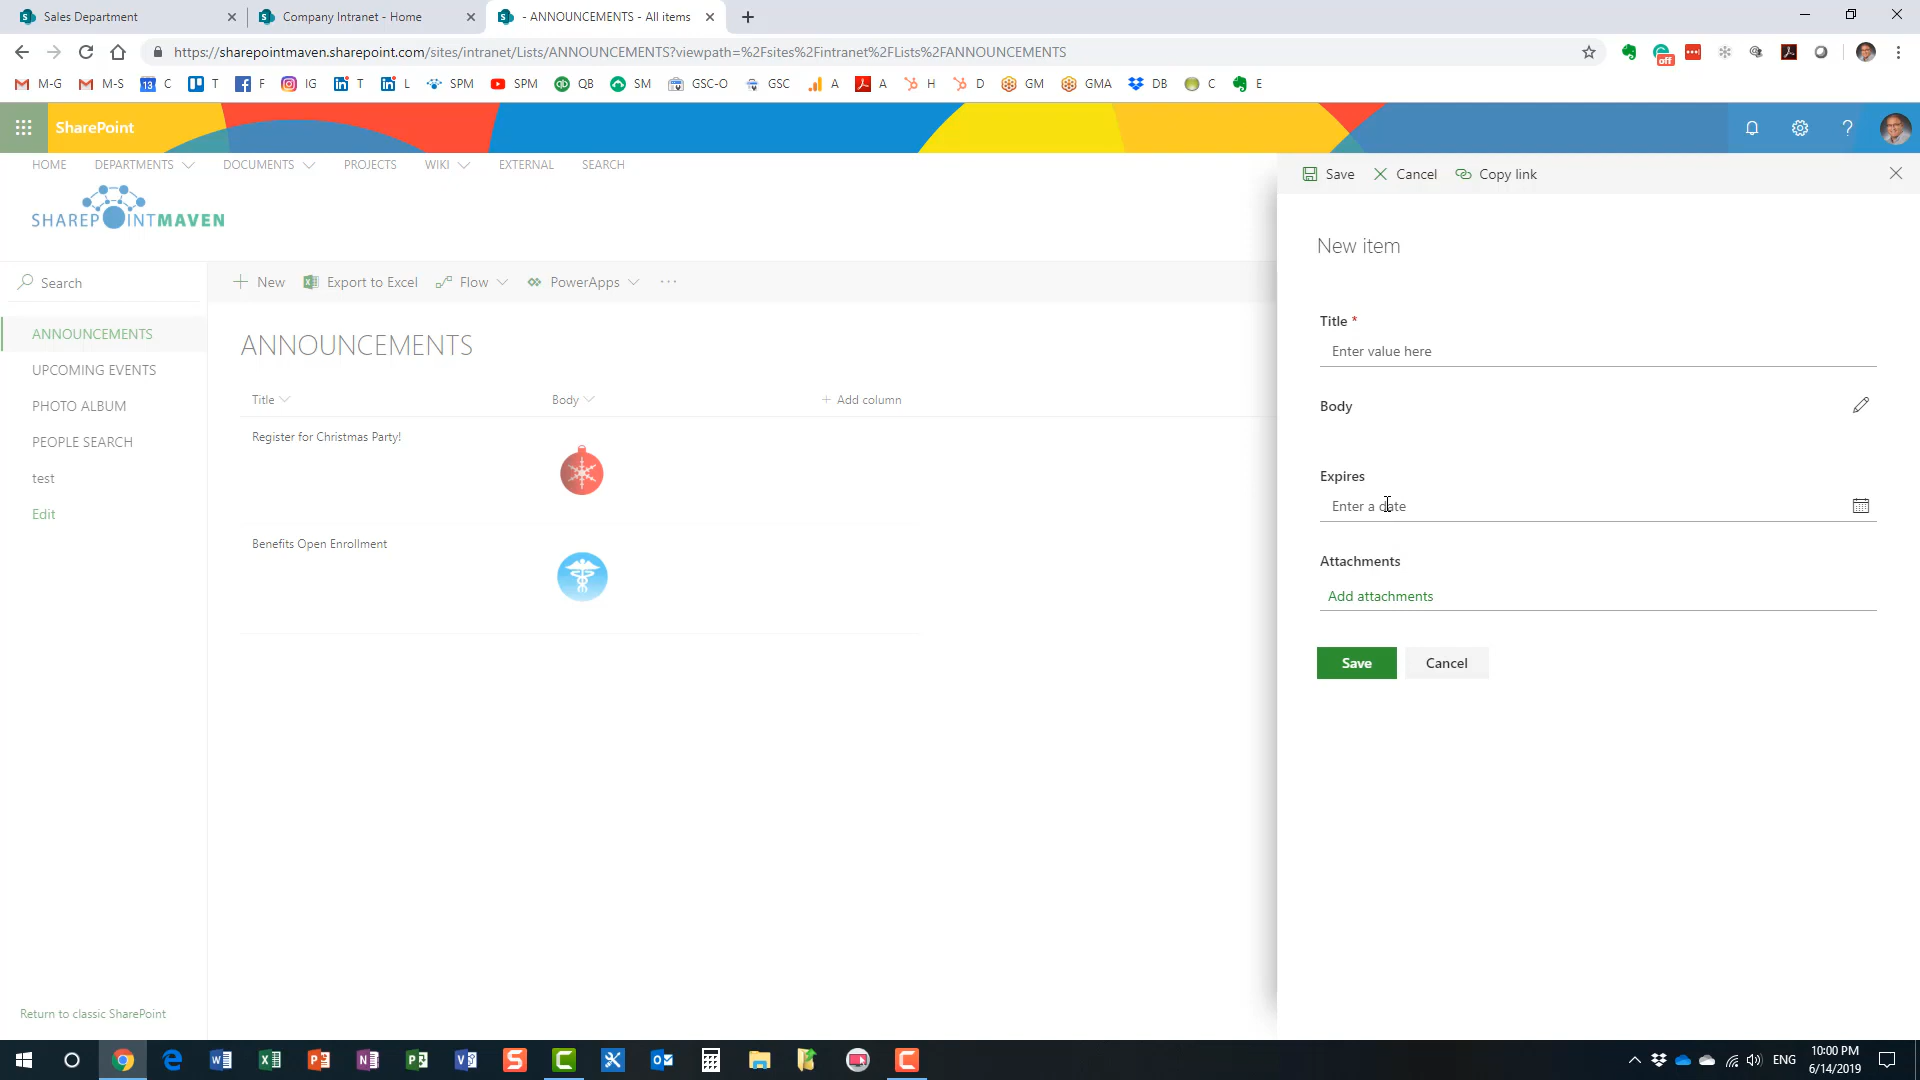 Sales Department
Company Intranet - Home
- ANNOUNCEMENTS - All items
https://sharepointmaven.sharepoint.com/sites/intranet/Lists/ANNOUNCEMENTS?viewpath=%2Fsites%2Fintranet%2FLists%2FANNOUNCEMENTS
off
M-G M-S 13 C T F IG T L SPM SPM QB SM GSC-O GSC A A H D GM GMA DB C E
SharePoint
HOME DEPARTMENTS DOCUMENTS PROJECTS WIKI EXTERNAL SEARCH
SHAREPOINTMAVEN
Search
ANNOUNCEMENTS
UPCOMING EVENTS
PHOTO ALBUM
PEOPLE SEARCH
test
Edit
Return to classic SharePoint
New Export to Excel Flow PowerApps
ANNOUNCEMENTS
Title Body + Add column
Register for Christmas Party!
Benefits Open Enrollment
Save Cancel Copy link
New item
Title *
Enter value here
Body
Expires
Enter a date
Attachments
Add attachments
Save Cancel
ENG
10:00 PM
6/14/2019